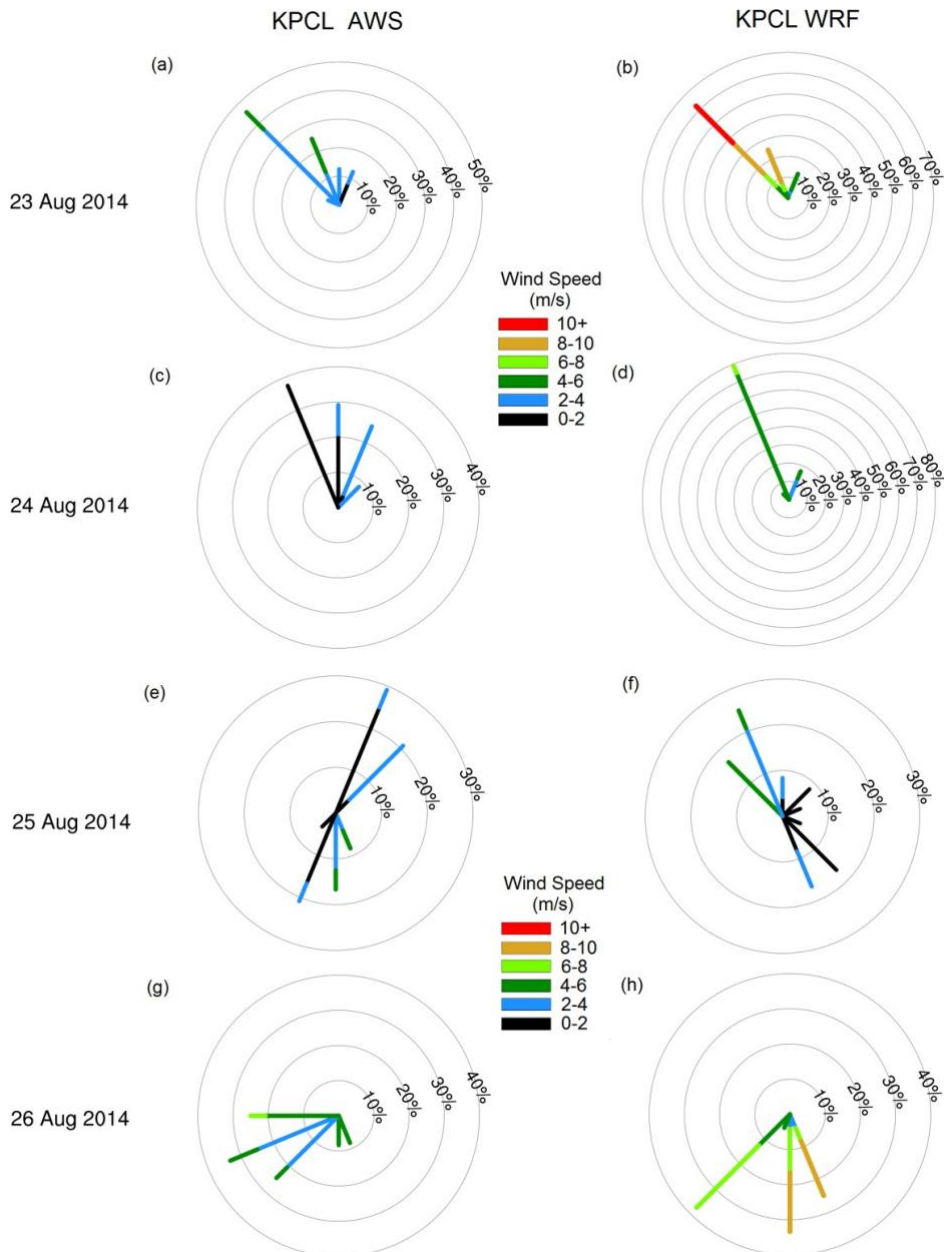 KPCL AWS
KPCL WRF
(a)
(b)
23 Aug 2014
10%
20%
30%
40%
50%
10%
20%
30%
40%
50%
60%
70%
Wind Speed
(m/s)
10+
8-10
6-8
4-6
2-4
0-2
(c)
(d)
24 Aug 2014
10%
20%
30%
40%
10%
20%
30%
40%
50%
60%
70%
80%
(e)
(f)
25 Aug 2014
10%
20%
30%
10%
20%
30%
Wind Speed
(m/s)
10+
8-10
6-8
4-6
2-4
0-2
(g)
(h)
26 Aug 2014
10%
20%
30%
40%
10%
20%
30%
40%